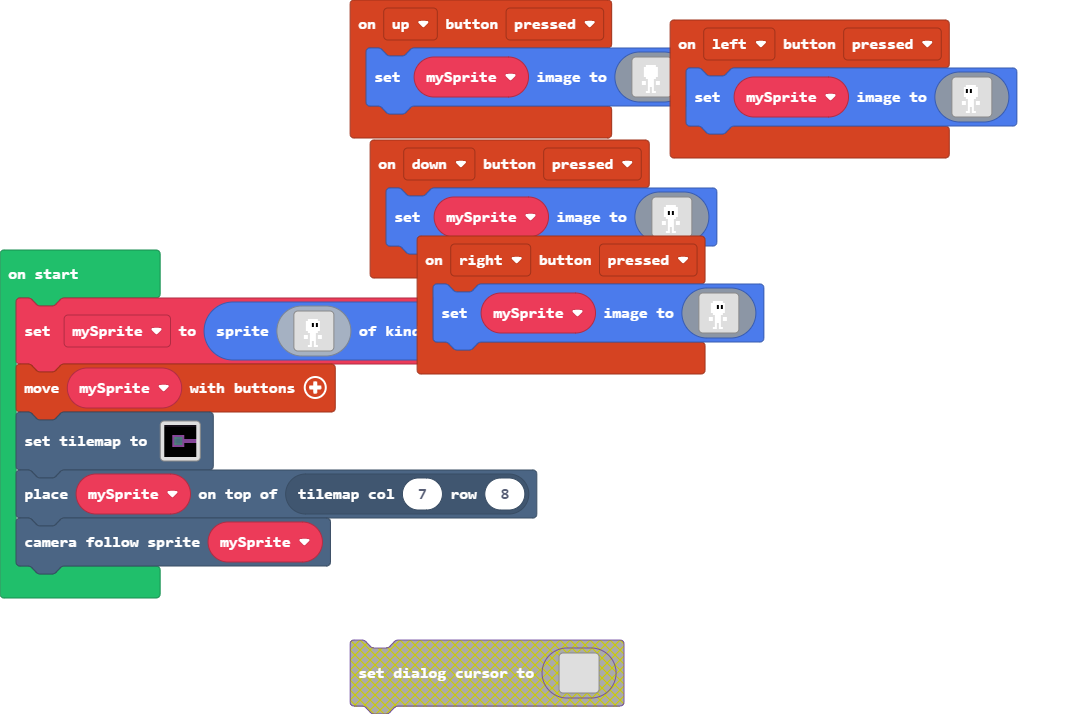 on up button pressed
set mySprite image to
on left button pressed
set mySprite image to
on down button pressed
set mySprite image to
on right button pressed
set mySprite image to
on start
set mySprite to sprite of kind
move mySprite with buttons
set tilemap to
place mySprite on top of tilemap col 7 row 8
camera follow sprite mySprite
set dialog cursor to